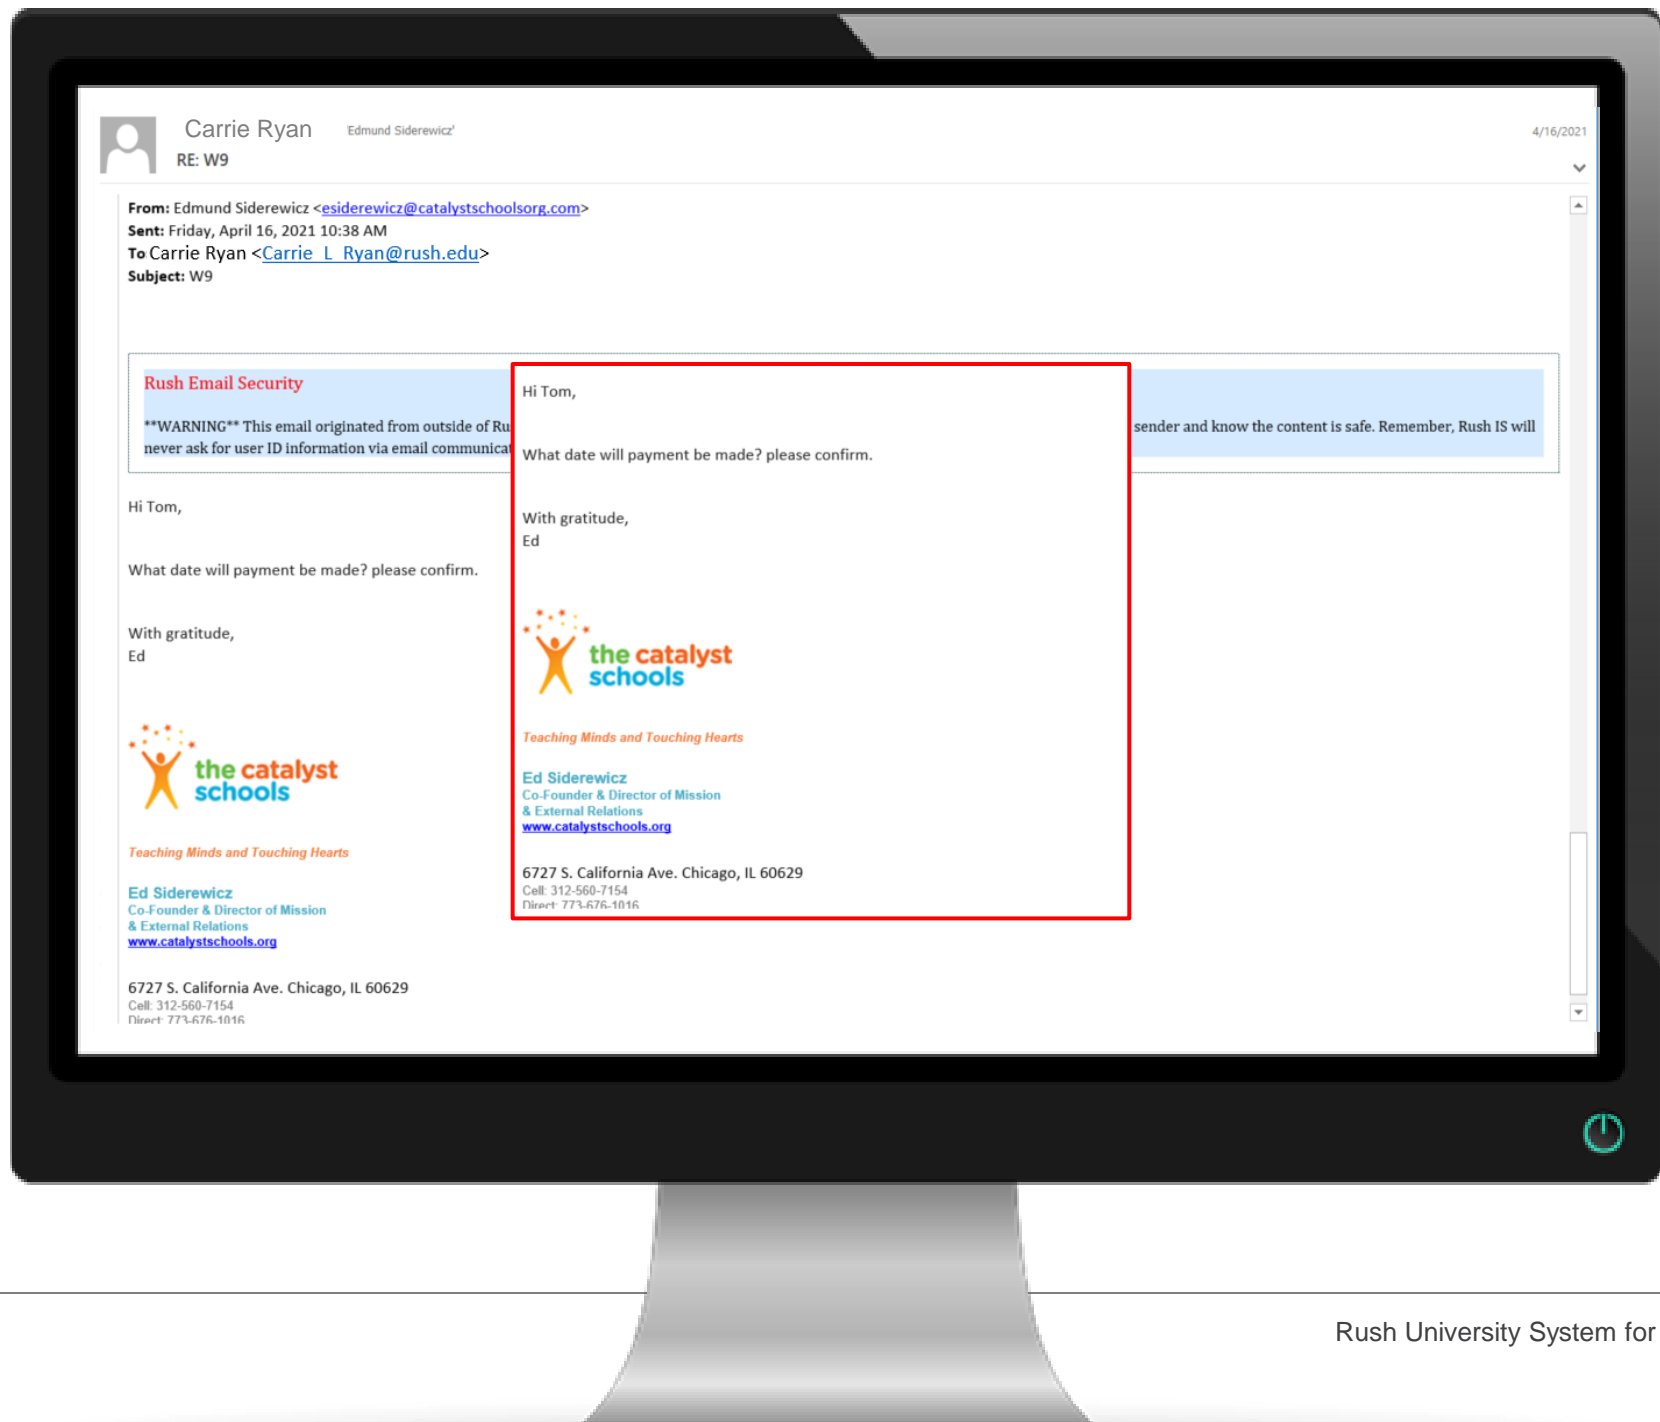 Carrie Ryan 'Edmund Siderewicz' 4/16/2021
RE: W9
From: Edmund Siderewicz <esiderewicz@catalystschoolsorg.com>
Sent: Friday, April 16, 2021 10:38 AM
To Carrie Ryan <Carrie_L_Ryan@rush.edu>
Subject: W9
Rush Email Security
**WARNING** This email originated from outside of Ru
sender and know the content is safe. Remember, Rush IS will
never ask for user ID information via email communicat
Hi Tom,
What date will payment be made? please confirm.
With gratitude,
Ed
the catalyst
schools
Teaching Minds and Touching Hearts
Ed Siderewicz
Co-Founder & Director of Mission
& External Relations
www.catalystschools.org
6727 S. California Ave. Chicago, IL 60629
Cell: 312-560-7154
Direct: 773-676-1016
Hi Tom,
What date will payment be made? please confirm.
With gratitude,
Ed
the catalyst
schools
Teaching Minds and Touching Hearts
Ed Siderewicz
Co-Founder & Director of Mission
& External Relations
www.catalystschools.org
6727 S. California Ave. Chicago, IL 60629
Cell: 312-560-7154
Direct: 773-676-1016
Rush University System for